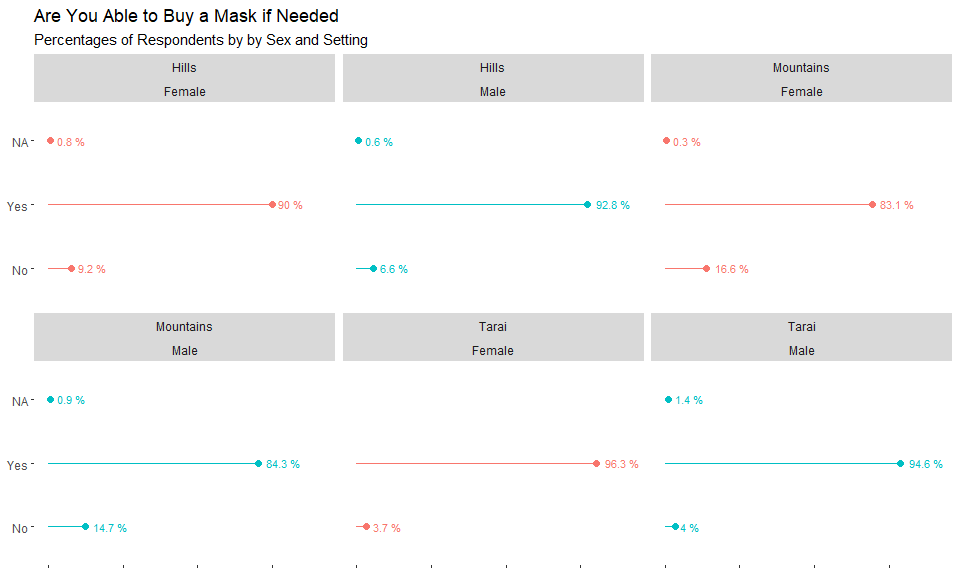 Are You Able to Buy a Mask if Needed
Percentages of Respondents by by Sex and Setting
Hills
Female
Hills
Male
Mountains
Female
NA
0.8 %
0.6 %
0.3 %
Yes
90 %
92.8 %
83.1 %
No
9.2 %
6.6 %
16.6 %
Mountains
Male
Tarai
Female
Tarai
Male
NA
0.9 %
1.4 %
Yes
84.3 %
96.3 %
94.6 %
No
14.7 %
3.7 %
4 %